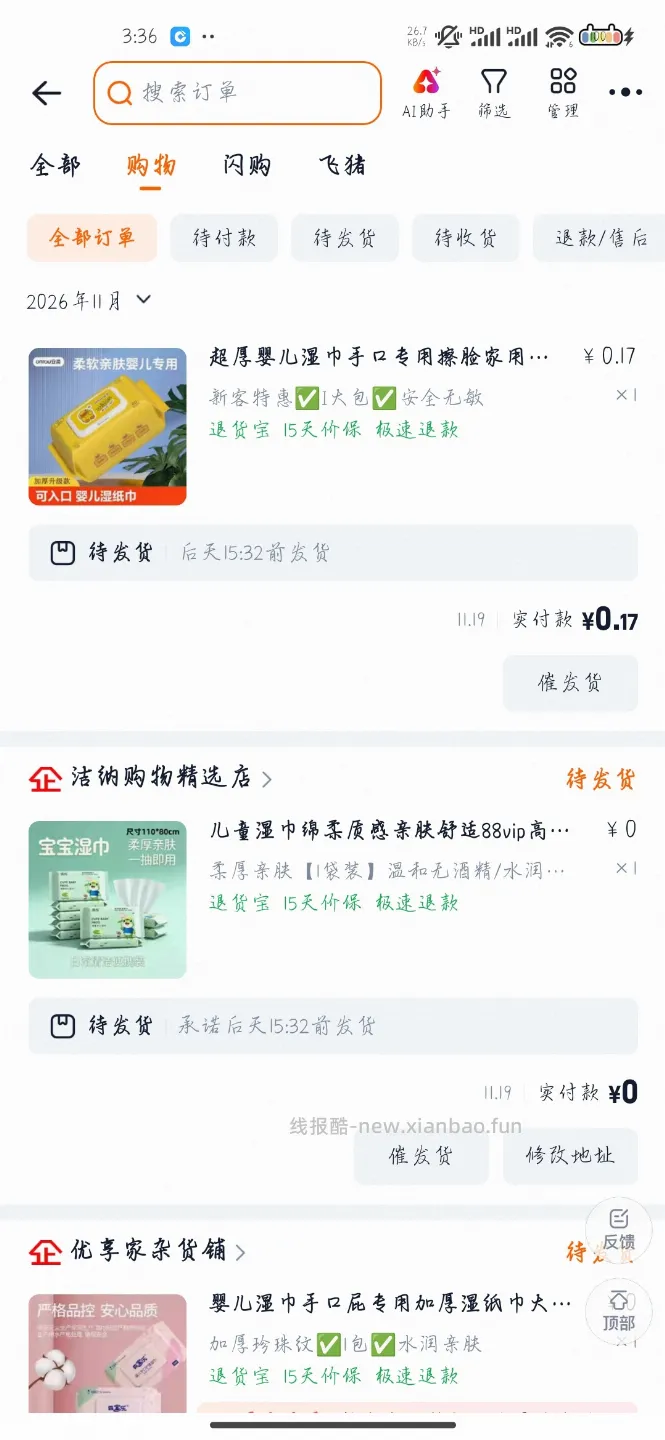 3:36
26.7 KB/s HD HD 6 100
搜索订单
AI助手 筛选 管理
全部 购物 闪购 飞猪
全部订单 待付款 待发货 待收货 退款/售后
2026年11月
柔软亲肤婴儿专用
加厚升级款
可入口 婴儿湿纸巾
超厚婴儿湿巾手口专用擦脸家用… ¥0.17
新客特惠✅1大包✅安全无敏 ×1
退货宝 15天价保 极速退款
待发货 后天15:32前发货
11.19 实付款 ¥0.17
催发货
企 洁纳购物精选店 待发货
尺寸110*80cm
宝宝湿巾 柔厚亲肤
一抽即用
儿童湿巾绵柔质感亲肤舒适88vip高… ¥0
柔厚亲肤【1袋装】温和无酒精/水润… ×1
退货宝 15天价保 极速退款
待发货 承诺后天15:32前发货
11.19 实付款 ¥0
线报酷-new.xianbao.fun
催发货 修改地址
企 优享家杂货铺 待
反馈
严格品控 安心品质
婴儿湿巾手口屁专用加厚湿纸巾大…
顶部
加厚珍珠纹✅1包✅水润亲肤 ×1
退货宝 15天价保 极速退款